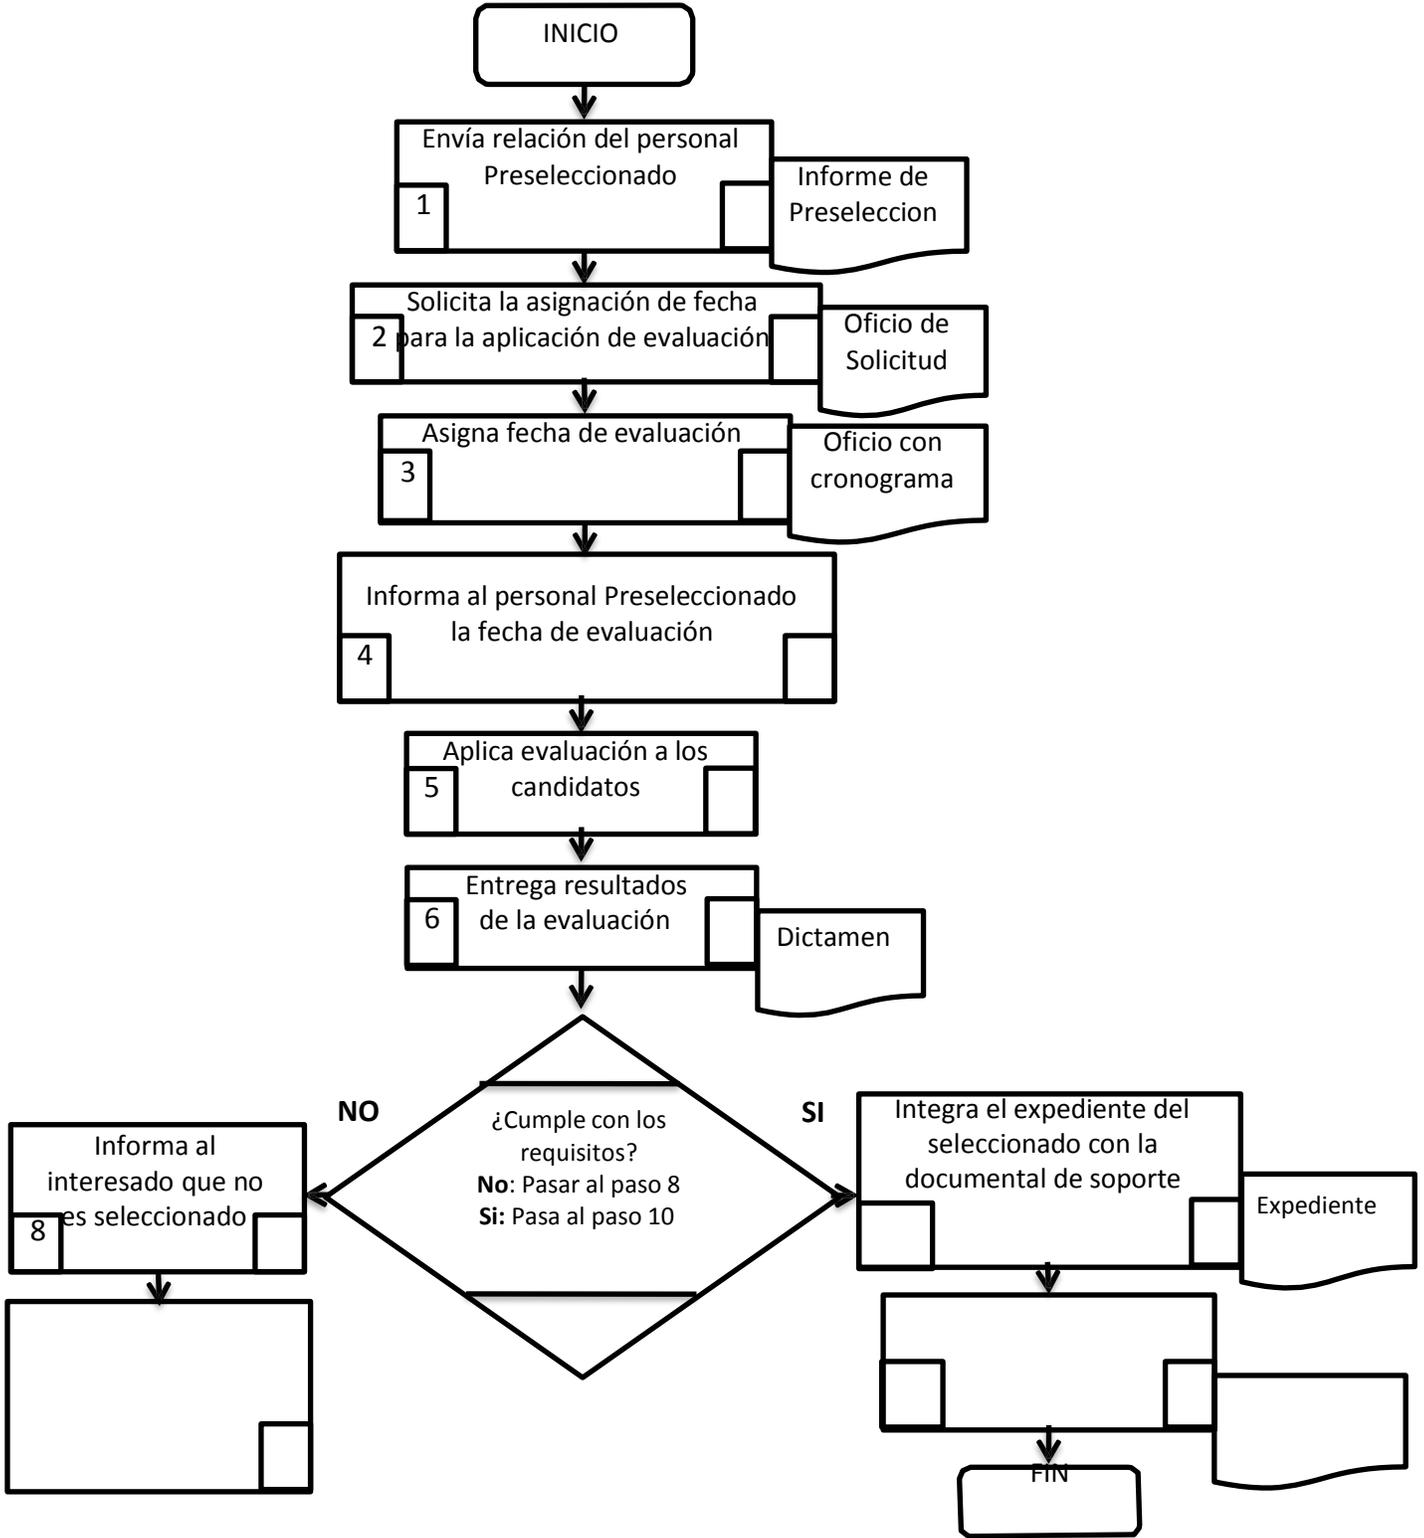 INICIO
Envía relación del personal
Preseleccionado
1
Informe de
Preseleccion
Solicita la asignación de fecha
2 para la aplicación de evaluación
Oficio de
Solicitud
Asigna fecha de evaluación
3
Oficio con
cronograma
Informa al personal Preseleccionado
la fecha de evaluación
4
Aplica evaluación a los
candidatos
5
Entrega resultados
de la evaluación
6
Dictamen
¿Cumple con los
requisitos?
No: Pasar al paso 8
Si: Pasa al paso 10
NO
Informa al
interesado que no
es seleccionado
8
SI
Integra el expediente del
seleccionado con la
documental de soporte
Expediente
FIN